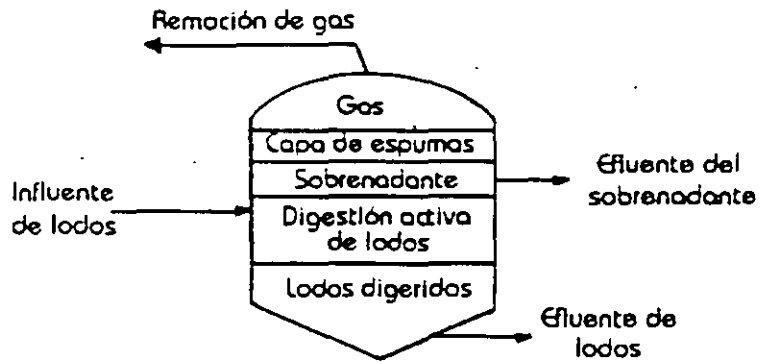 Remoción de gas
Gas
Capa de espumas
Sobrenadante
Efluente del
sobrenadante
Influente
de lodos
Digestión activa
de lodos
Lodos digeridos
Efluente de
lodos